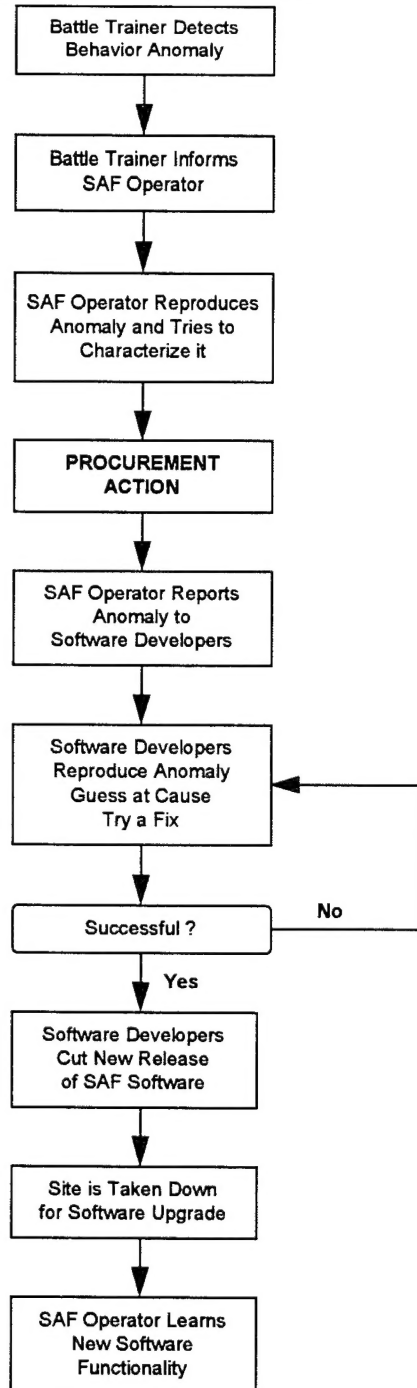 Battle Trainer Detects
Behavior Anomaly
Battle Trainer Informs
SAF Operator
SAF Operator Reproduces
Anomaly and Tries to
Characterize it
PROCUREMENT
ACTION
SAF Operator Reports
Anomaly to
Software Developers
Software Developers
Reproduce Anomaly
Guess at Cause
Try a Fix
Successful ?
No
Yes
Software Developers
Cut New Release
of SAF Software
Site is Taken Down
for Software Upgrade
SAF Operator Learns
New Software
Functionality